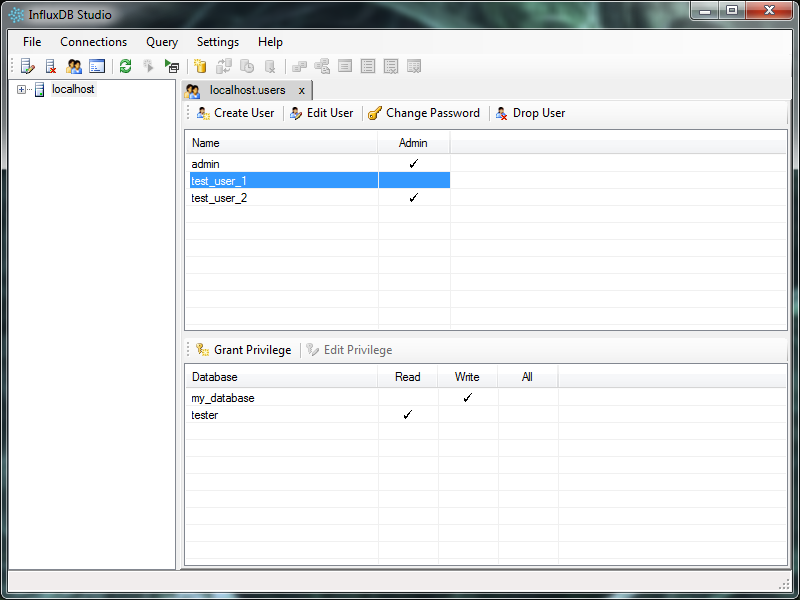 InfluxDB Studio
File Connections Query Settings Help
localhost
localhost.users x
Create User Edit User Change Password Drop User
Name Admin
admin ✓
test_user_1
test_user_2 ✓
Grant Privilege Edit Privilege
Database Read Write All
my_database ✓
tester ✓